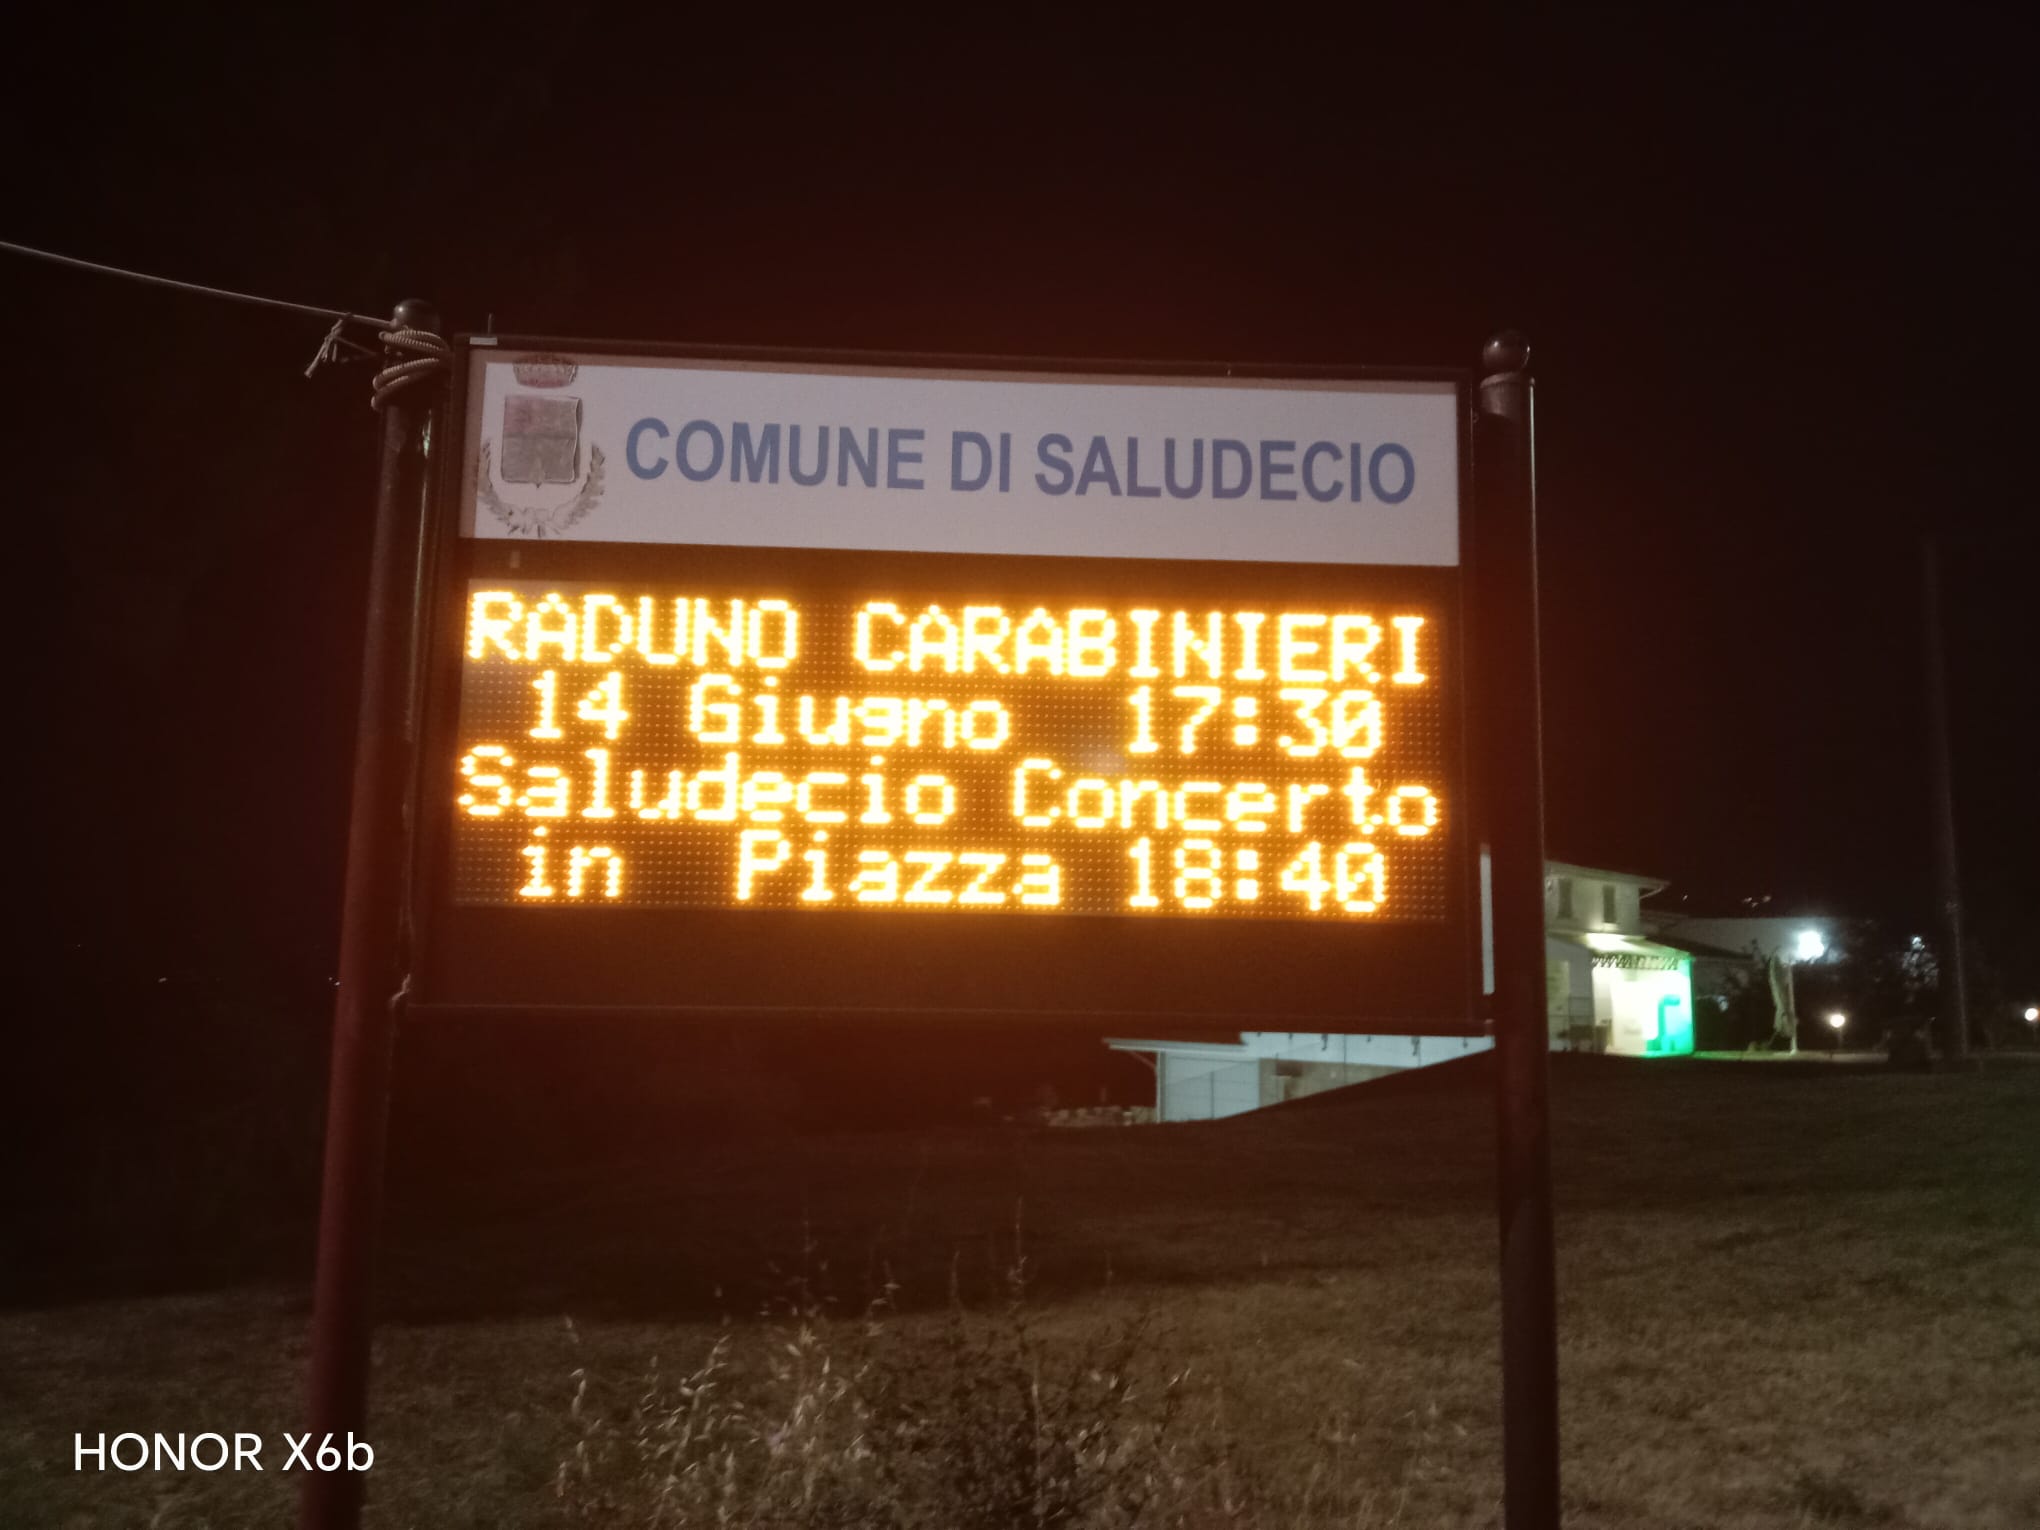 COMUNE DI SALUDECIO
RADUNO CARABINIERI
14 Giugno 17:30
Saludecio Concerto
in Piazza 18:40
HONOR X6b